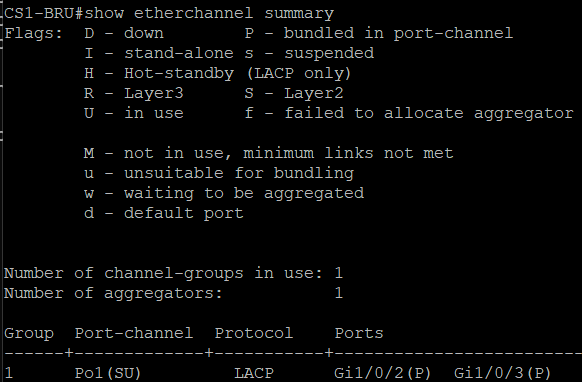 CS1-BRU#show etherchannel summary
Flags:  D - down        P - bundled in port-channel
        I - stand-alone s - suspended
        H - Hot-standby (LACP only)
        R - Layer3      S - Layer2
        U - in use      f - failed to allocate aggregator
        M - not in use, minimum links not met
        u - unsuitable for bundling
        w - waiting to be aggregated
        d - default port
Number of channel-groups in use: 1
Number of aggregators:           1
Group  Port-channel  Protocol    Ports
------+-------------+-----------+-------------------------
1      Po1(SU)         LACP      Gi1/0/2(P)  Gi1/0/3(P)